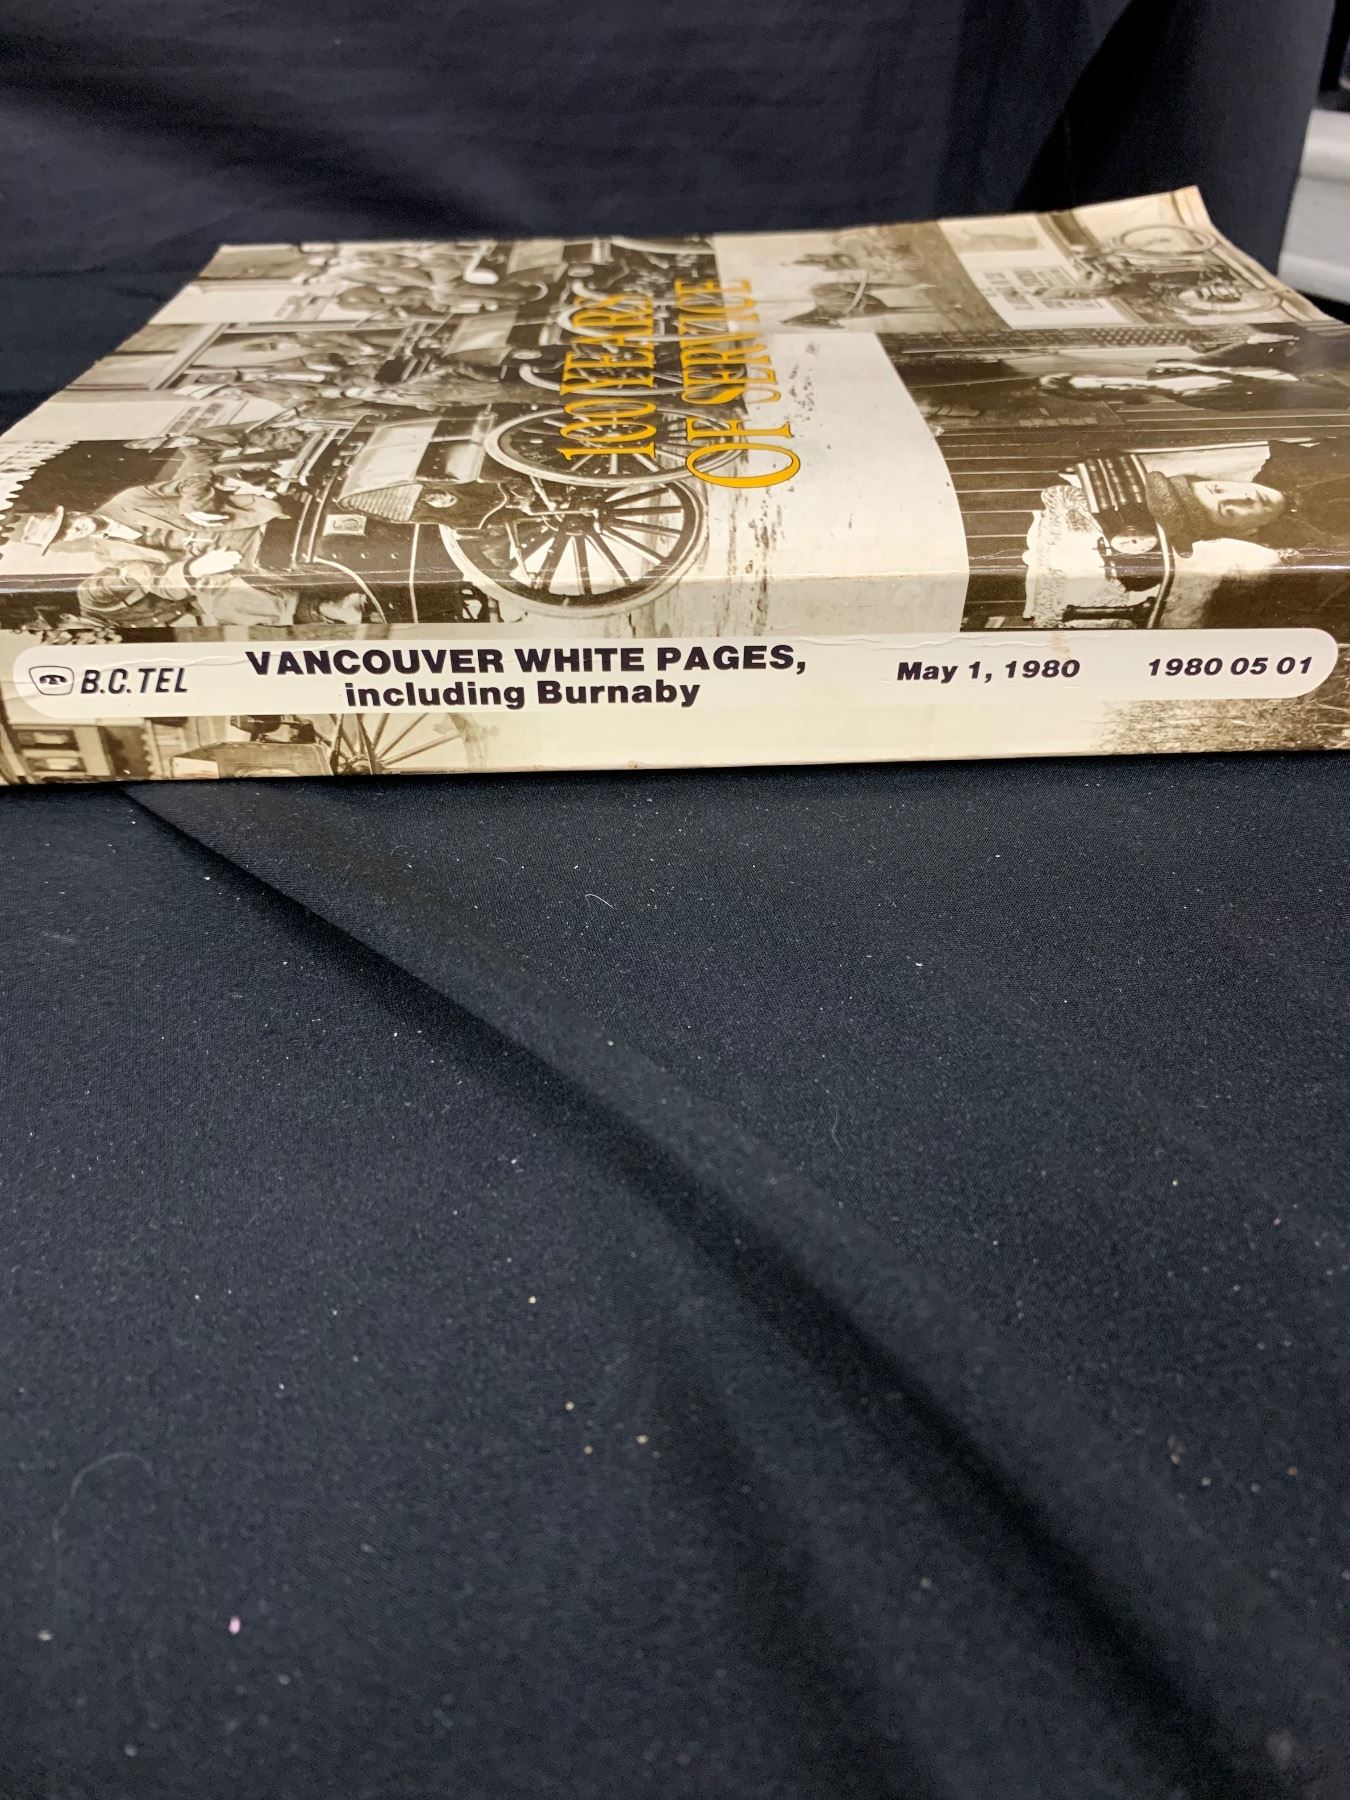 100 YEARS
OF SERVICE
B.C. TEL
VANCOUVER WHITE PAGES,
including Burnaby
May 1, 1980
1980 05 01